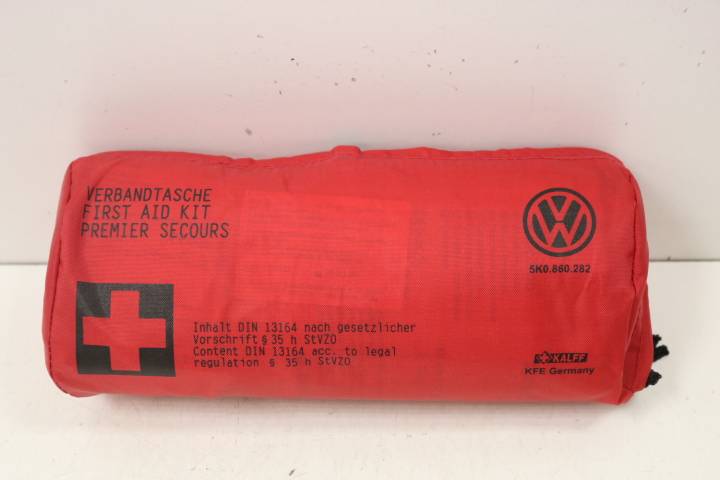 VERBANDTASCHE
FIRST AID KIT
PREMIER SECOURS
VW
5K0.860.282
Inhalt DIN 13164 nach gesetzlicher
Vorschrift § 35 h StVZO
Content DIN 13164 acc. to legal
regulation § 35 h StVZO
KALFF
KFE Germany